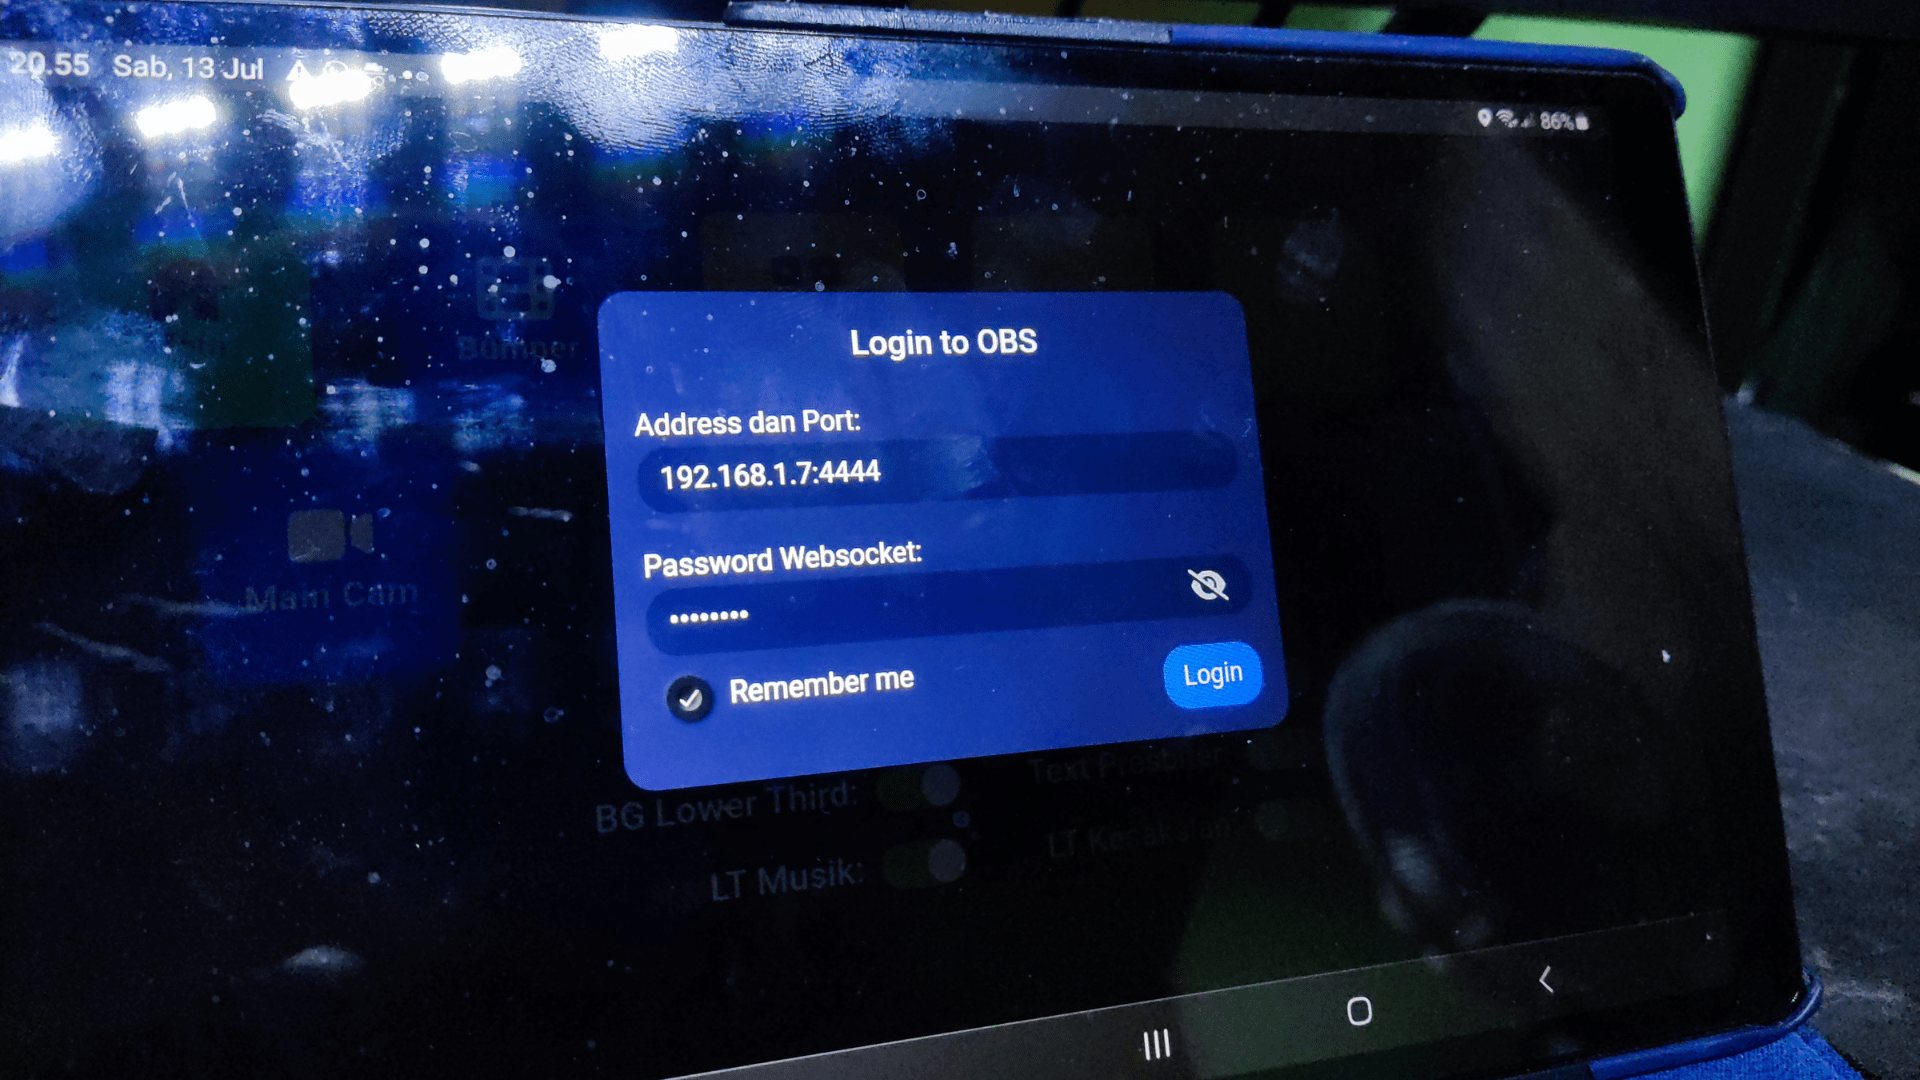 20.55 Sab, 13 Jul
86%
Bumper
Login to OBS
Address dan Port:
192.168.1.7:4444
Password Websocket:
••••••••
Main Cam
Remember me
Login
BG Lower Third:
Text Presbiter
LT Musik:
LT Kesaksian